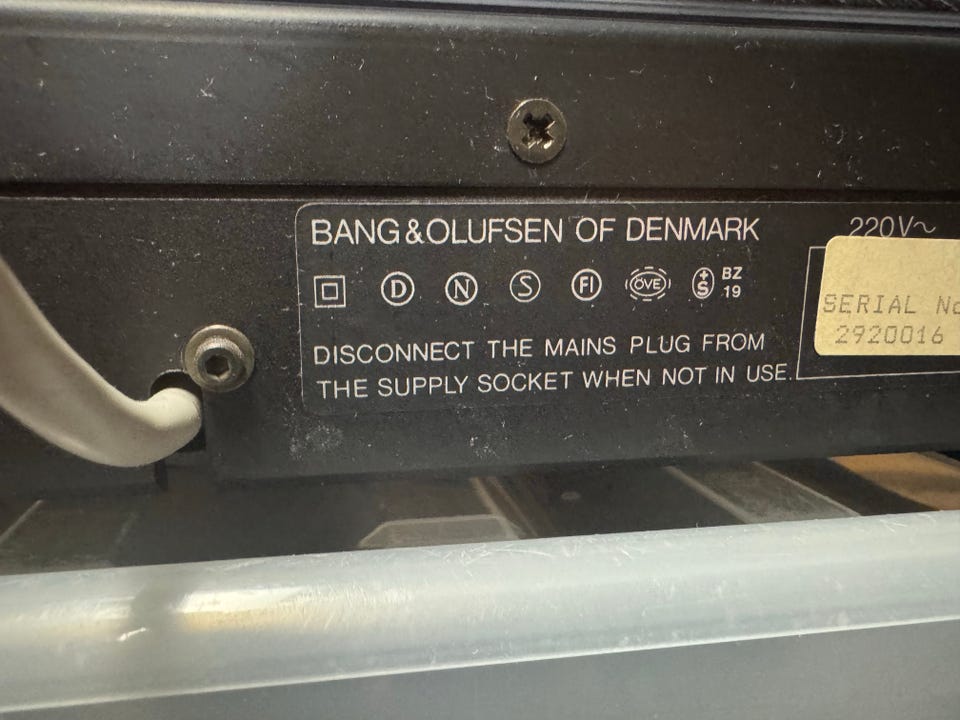 BANG&OLUFSEN OF DENMARK
220V~
D N S FI ÖVE +S BZ 19
SERIAL No
2920016
DISCONNECT THE MAINS PLUG FROM
THE SUPPLY SOCKET WHEN NOT IN USE.